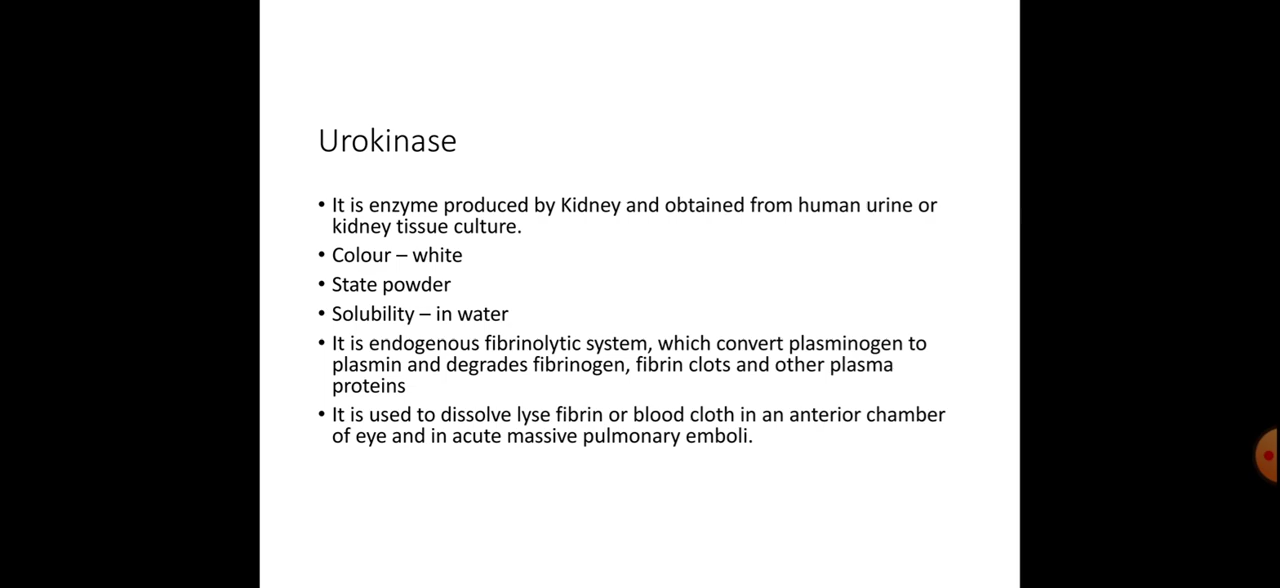 Urokinase
• It is enzyme produced by Kidney and obtained from human urine or
kidney tissue culture.
• Colour – white
• State powder
• Solubility – in water
• It is endogenous fibrinolytic system, which convert plasminogen to
plasmin and degrades fibrinogen, fibrin clots and other plasma
proteins
• It is used to dissolve lyse fibrin or blood cloth in an anterior chamber
of eye and in acute massive pulmonary emboli.